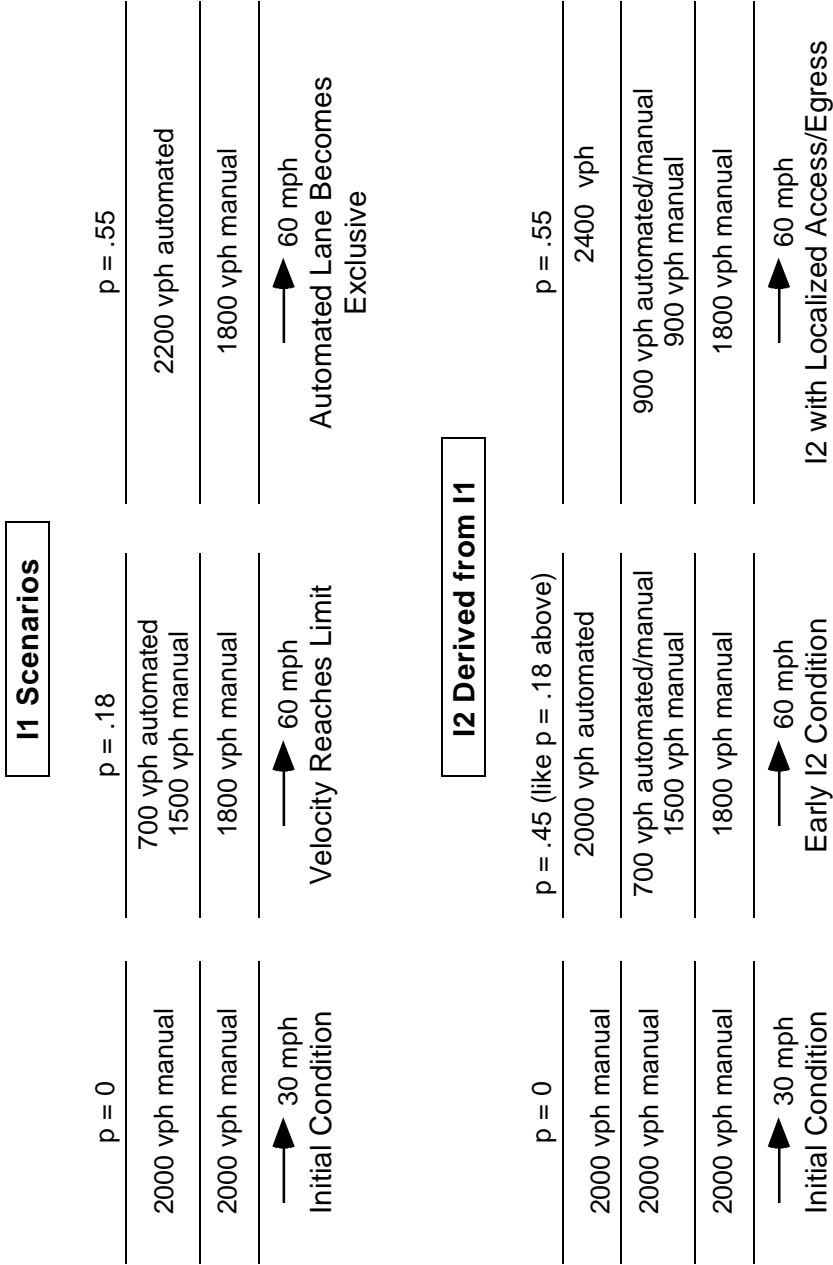 I1 Scenarios
p = 0
2000 vph manual
2000 vph manual
30 mph
Initial Condition
p = .18
700 vph automated
1500 vph manual
1800 vph manual
60 mph
Velocity Reaches Limit
p = .55
2200 vph automated
1800 vph manual
60 mph
Automated Lane Becomes
Exclusive
I2 Derived from I1
p = 0
2000 vph manual
2000 vph manual
2000 vph manual
30 mph
Initial Condition
p = .45 (like p = .18 above)
2000 vph automated
700 vph automated/manual
1500 vph manual
1800 vph manual
60 mph
Early I2 Condition
p = .55
2400 vph
900 vph automated/manual
900 vph manual
1800 vph manual
60 mph
I2 with Localized Access/Egress